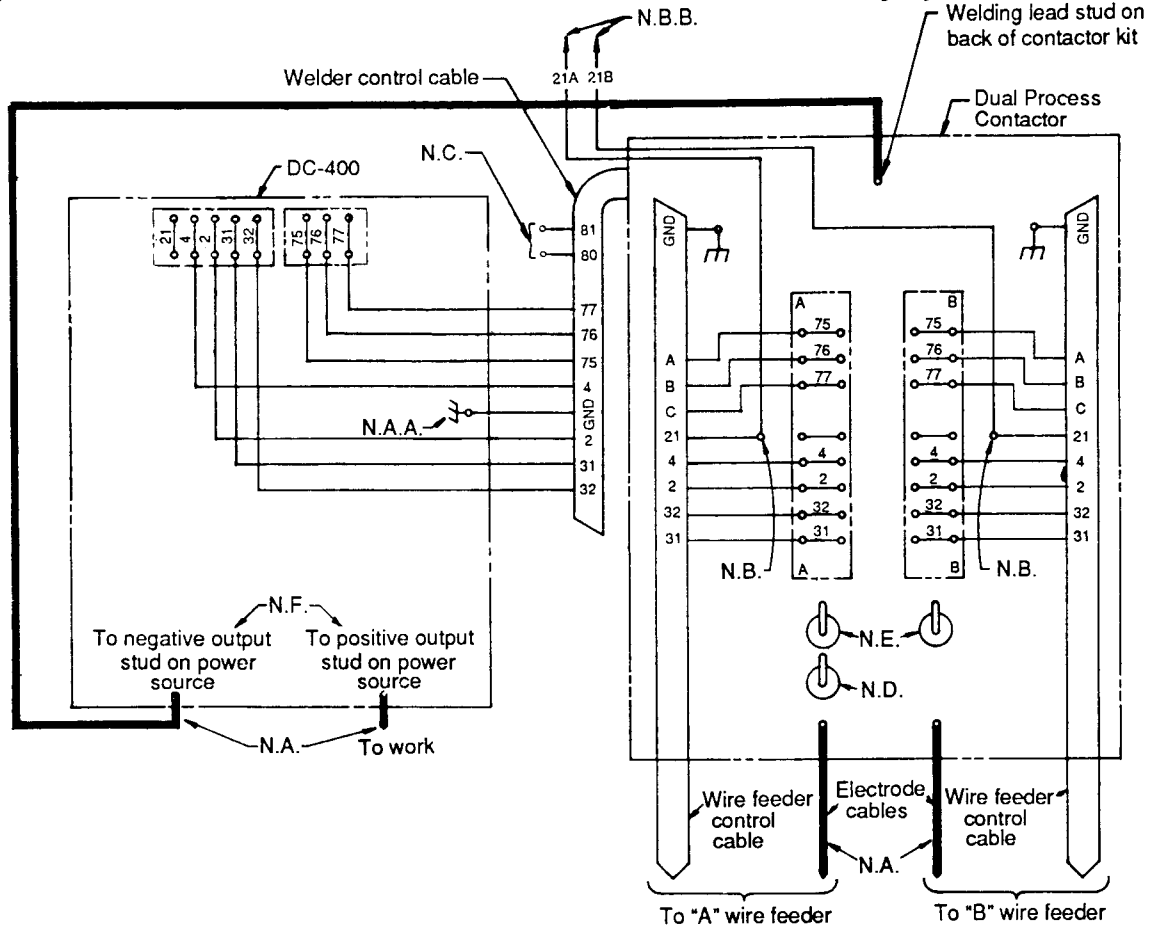 N.B.B.
Welding lead stud on
back of contactor kit
Welder control cable
21A 21B
Dual Process
Contactor
N.C.
DC-400
21
4
2
31
32
75
76
77
81
80
77
76
75
4
GND
2
31
32
N.A.A.
GND
A
B
C
21
4
2
32
31
A
75
76
77
4
2
32
31
A
B
75
76
77
4
2
32
31
B
GND
A
B
C
21
4
2
32
31
N.B.
N.B.
N.E.
N.D.
N.F.
To negative output
stud on power
source
To positive output
stud on power
source
N.A.
To work
Wire feeder
control
cable
Electrode
cables
Wire feeder
control
cable
N.A.
To "A" wire feeder
To "B" wire feeder